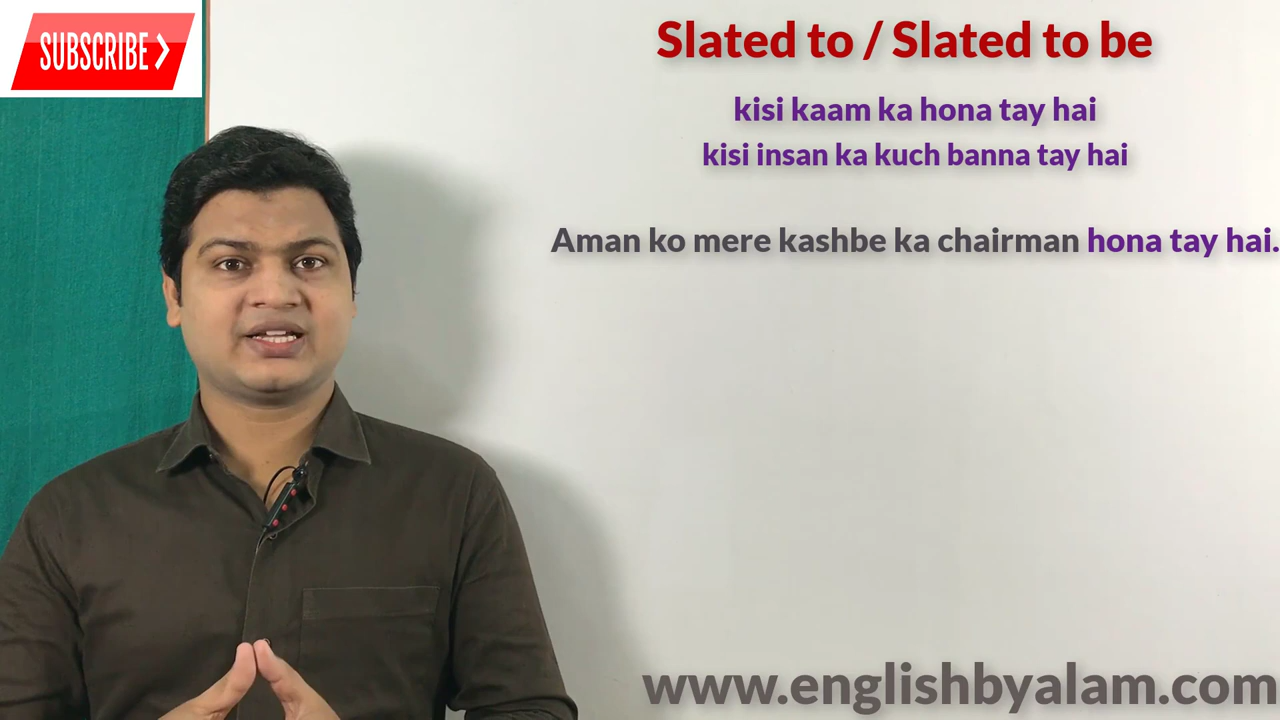 SUBSCRIBE
Slated to / Slated to be
kisi kaam ka hona tay hai
kisi insan ka kuch banna tay hai
Aman ko mere kashbe ka chairman hona tay hai.
www.englishbyalam.com